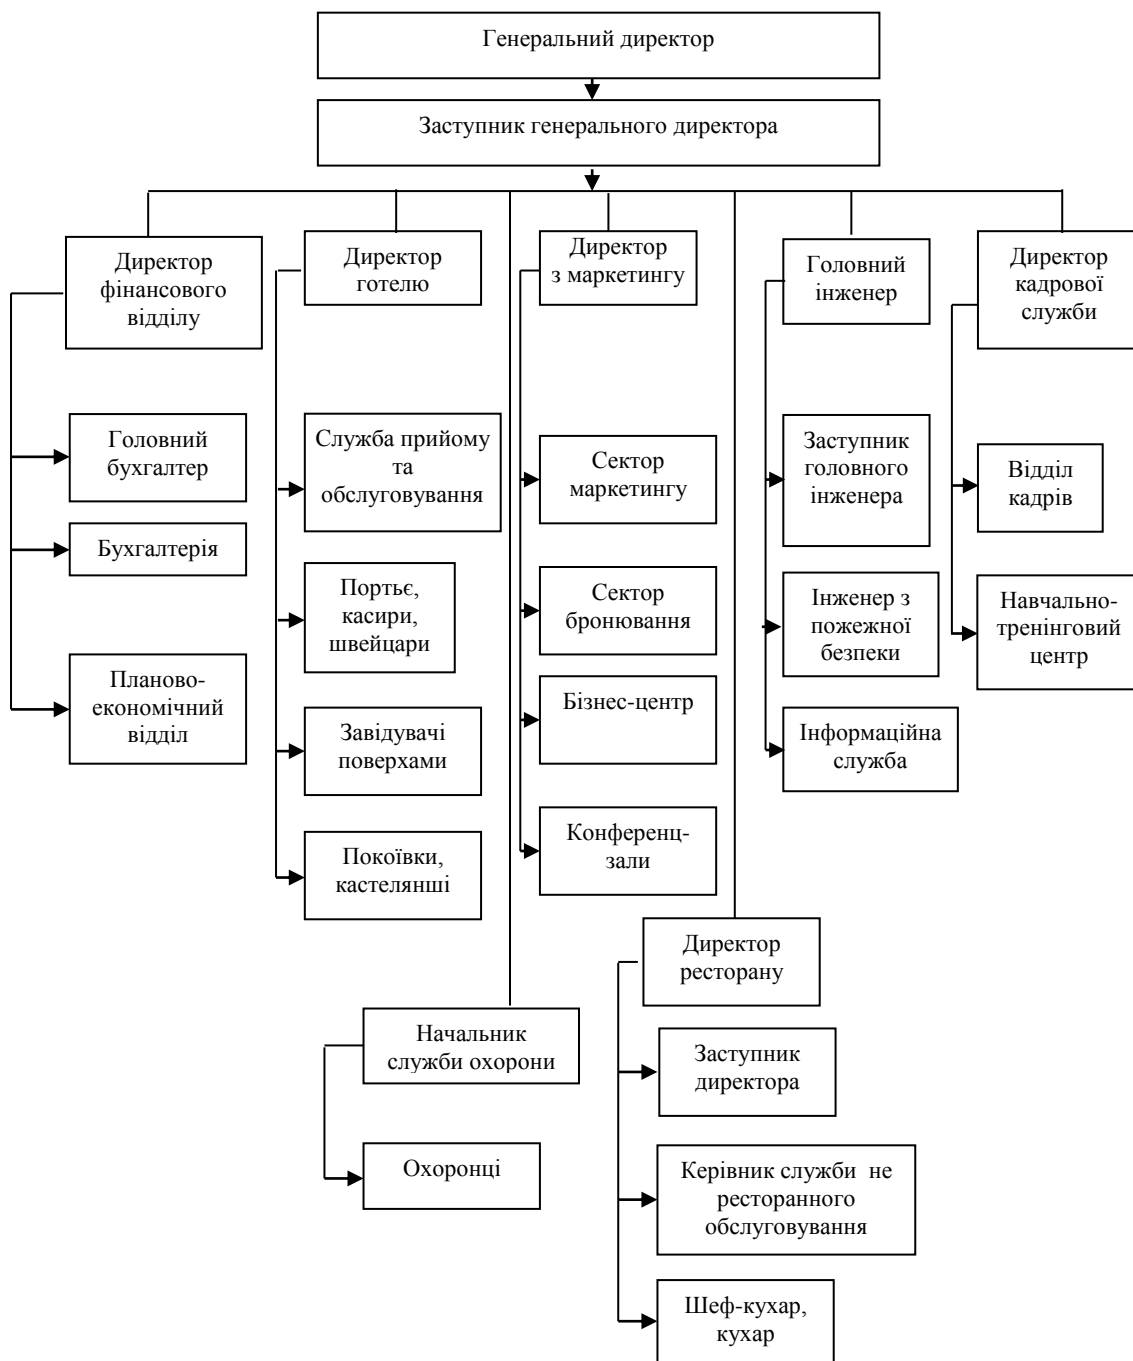 Генеральний директор
Заступник генерального директора
Директор
фінансового
відділу
Директор
готелю
Директор
з маркетингу
Головний
інженер
Директор
кадрової
служби
Головний
бухгалтер
Бухгалтерія
Планово-
економічний
відділ
Служба прийому
та
обслуговування
Портьє,
касири,
швейцари
Завідувачі
поверхами
Покоївки,
кастелянші
Сектор
маркетингу
Сектор
бронювання
Бізнес-центр
Конференц-
зали
Заступник
головного
інженера
Інженер з
пожежної
безпеки
Інформаційна
служба
Відділ
кадрів
Навчально-
тренінговий
центр
Начальник
служби охорони
Охоронці
Директор
ресторану
Заступник
директора
Керівник служби не
ресторанного
обслуговування
Шеф-кухар,
кухар